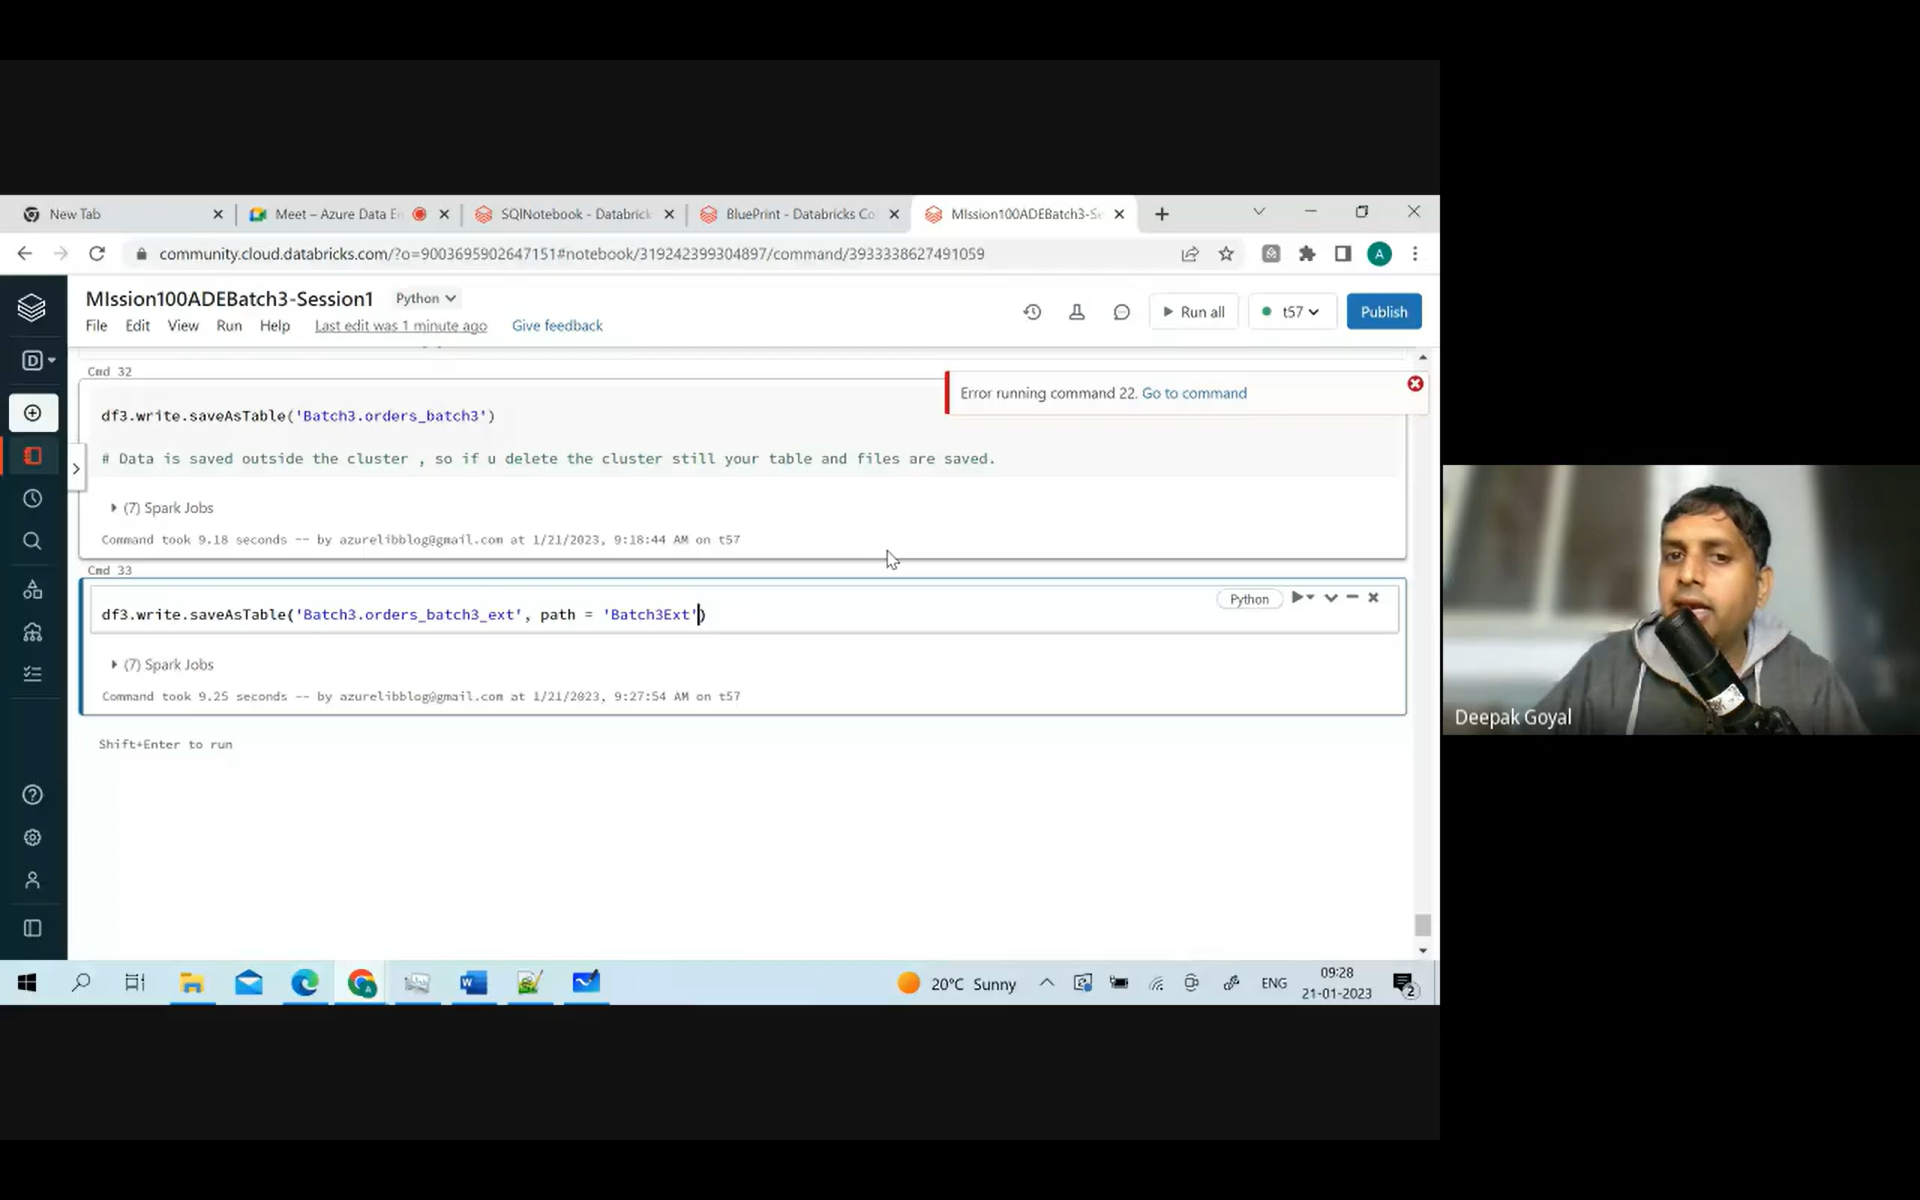 New Tab
Meet – Azure Data En
SQlNotebook - Databrick
BluePrint - Databricks Co
MIssion100ADEBatch3-Se
community.cloud.databricks.com/?o=9003695902647151#notebook/319242399304897/command/3933338627491059
A
MIssion100ADEBatch3-Session1
Python
File Edit View Run Help Last edit was 1 minute ago Give feedback
Run all
t57
Publish
D
Cmd 32
Error running command 22. Go to command
df3.write.saveAsTable('Batch3.orders_batch3')
# Data is saved outside the cluster , so if u delete the cluster still your table and files are saved.
(7) Spark Jobs
Command took 9.18 seconds -- by azurelibblog@gmail.com at 1/21/2023, 9:18:44 AM on t57
Cmd 33
Python
df3.write.saveAsTable('Batch3.orders_batch3_ext', path = 'Batch3Ext')
(7) Spark Jobs
Command took 9.25 seconds -- by azurelibblog@gmail.com at 1/21/2023, 9:27:54 AM on t57
Shift+Enter to run
Deepak Goyal
20°C Sunny
ENG
09:28
21-01-2023
2